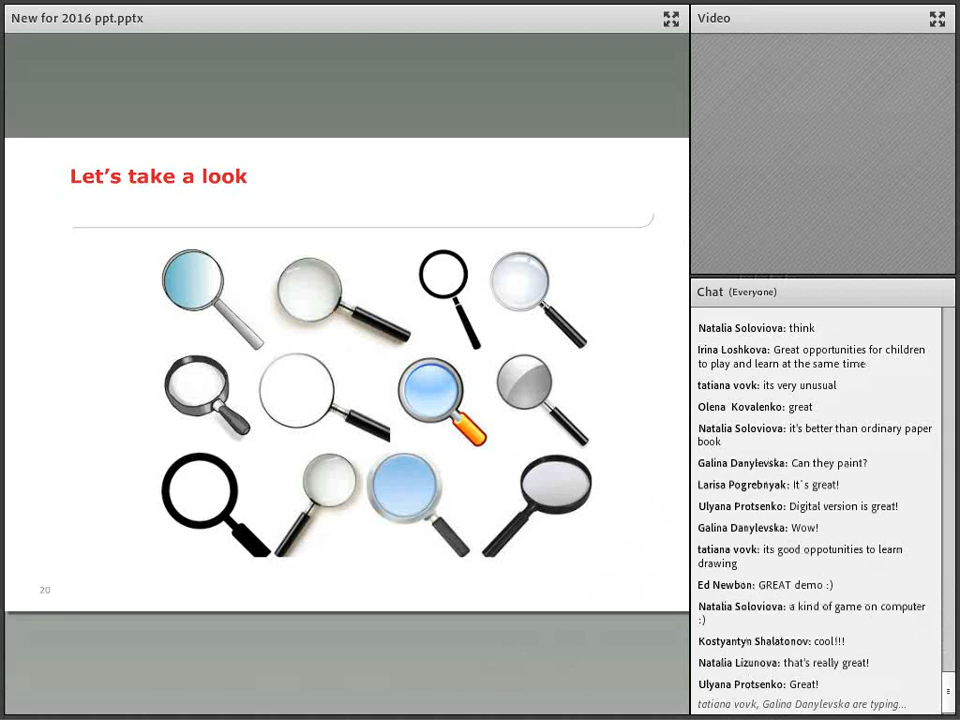 New for 2016 ppt.pptx
Let's take a look
20
Video
Chat (Everyone)
Natalia Soloviova: think
Irina Loshkova: Great opportunities for children
to play and learn at the same time
tatiana vovk: its very unusual
Olena Kovalenko: great
Natalia Soloviova: it's better than ordinary paper
book
Galina Danylevska: Can they paint?
Larisa Pogrebnyak: It`s great!
Ulyana Protsenko: Digital version is great!
Galina Danylevska: Wow!
tatiana vovk: its good oppotunities to learn
drawing
Ed Newbon: GREAT demo :)
Natalia Soloviova: a kind of game on computer
:)
Kostyantyn Shalatonov: cool!!!
Natalia Lizunova: that's really great!
Ulyana Protsenko: Great!
tatiana vovk, Galina Danylevska are typing...